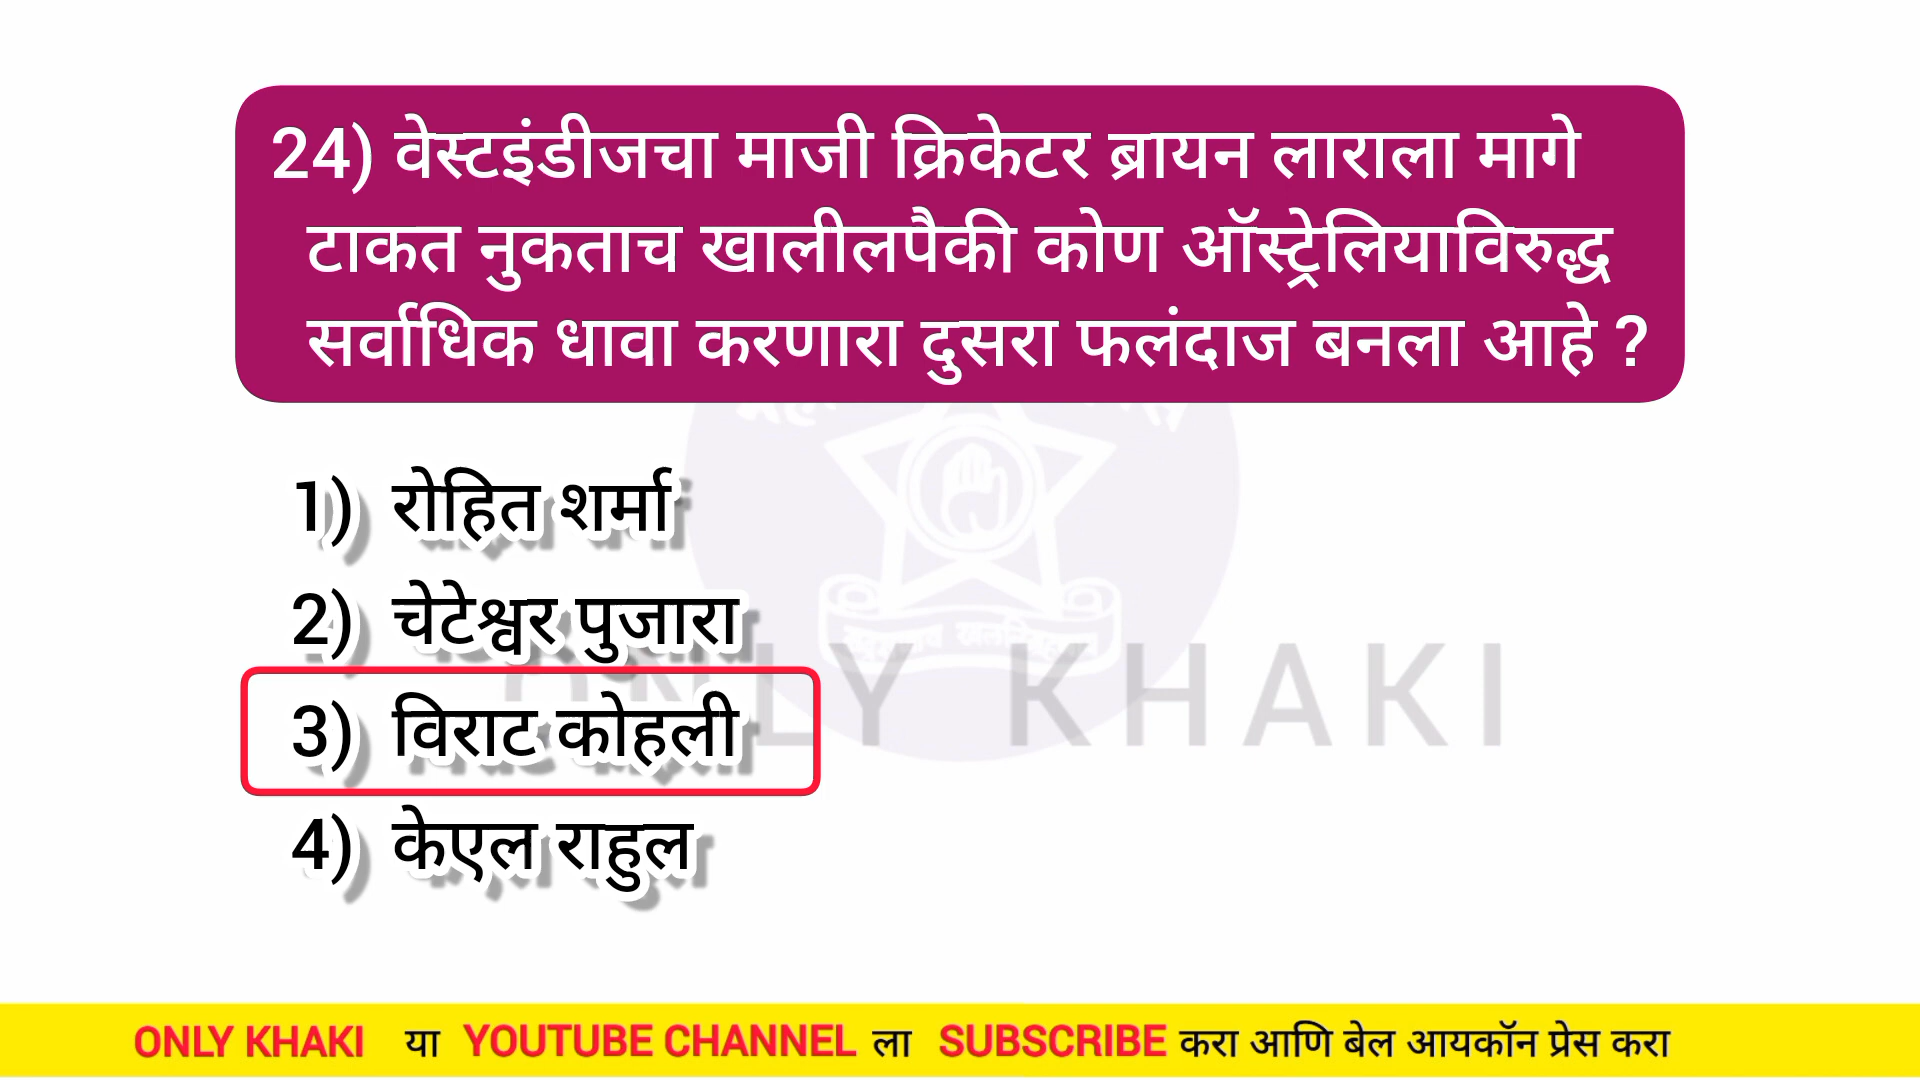 24) वेस्टइंडीजचा माजी क्रिकेटर ब्रायन लाराला मागे
टाकत नुकताच खालीलपैकी कोण ऑस्ट्रेलियाविरुद्ध
सर्वाधिक धावा करणारा दुसरा फलंदाज बनला आहे ?
1) रोहित शर्मा
2) चेटेश्वर पुजारा
3) विराट कोहली
4) केएल राहुल
ONLY KHAKI
ONLY KHAKI या YOUTUBE CHANNEL ला SUBSCRIBE करा आणि बेल आयकॉन प्रेस करा